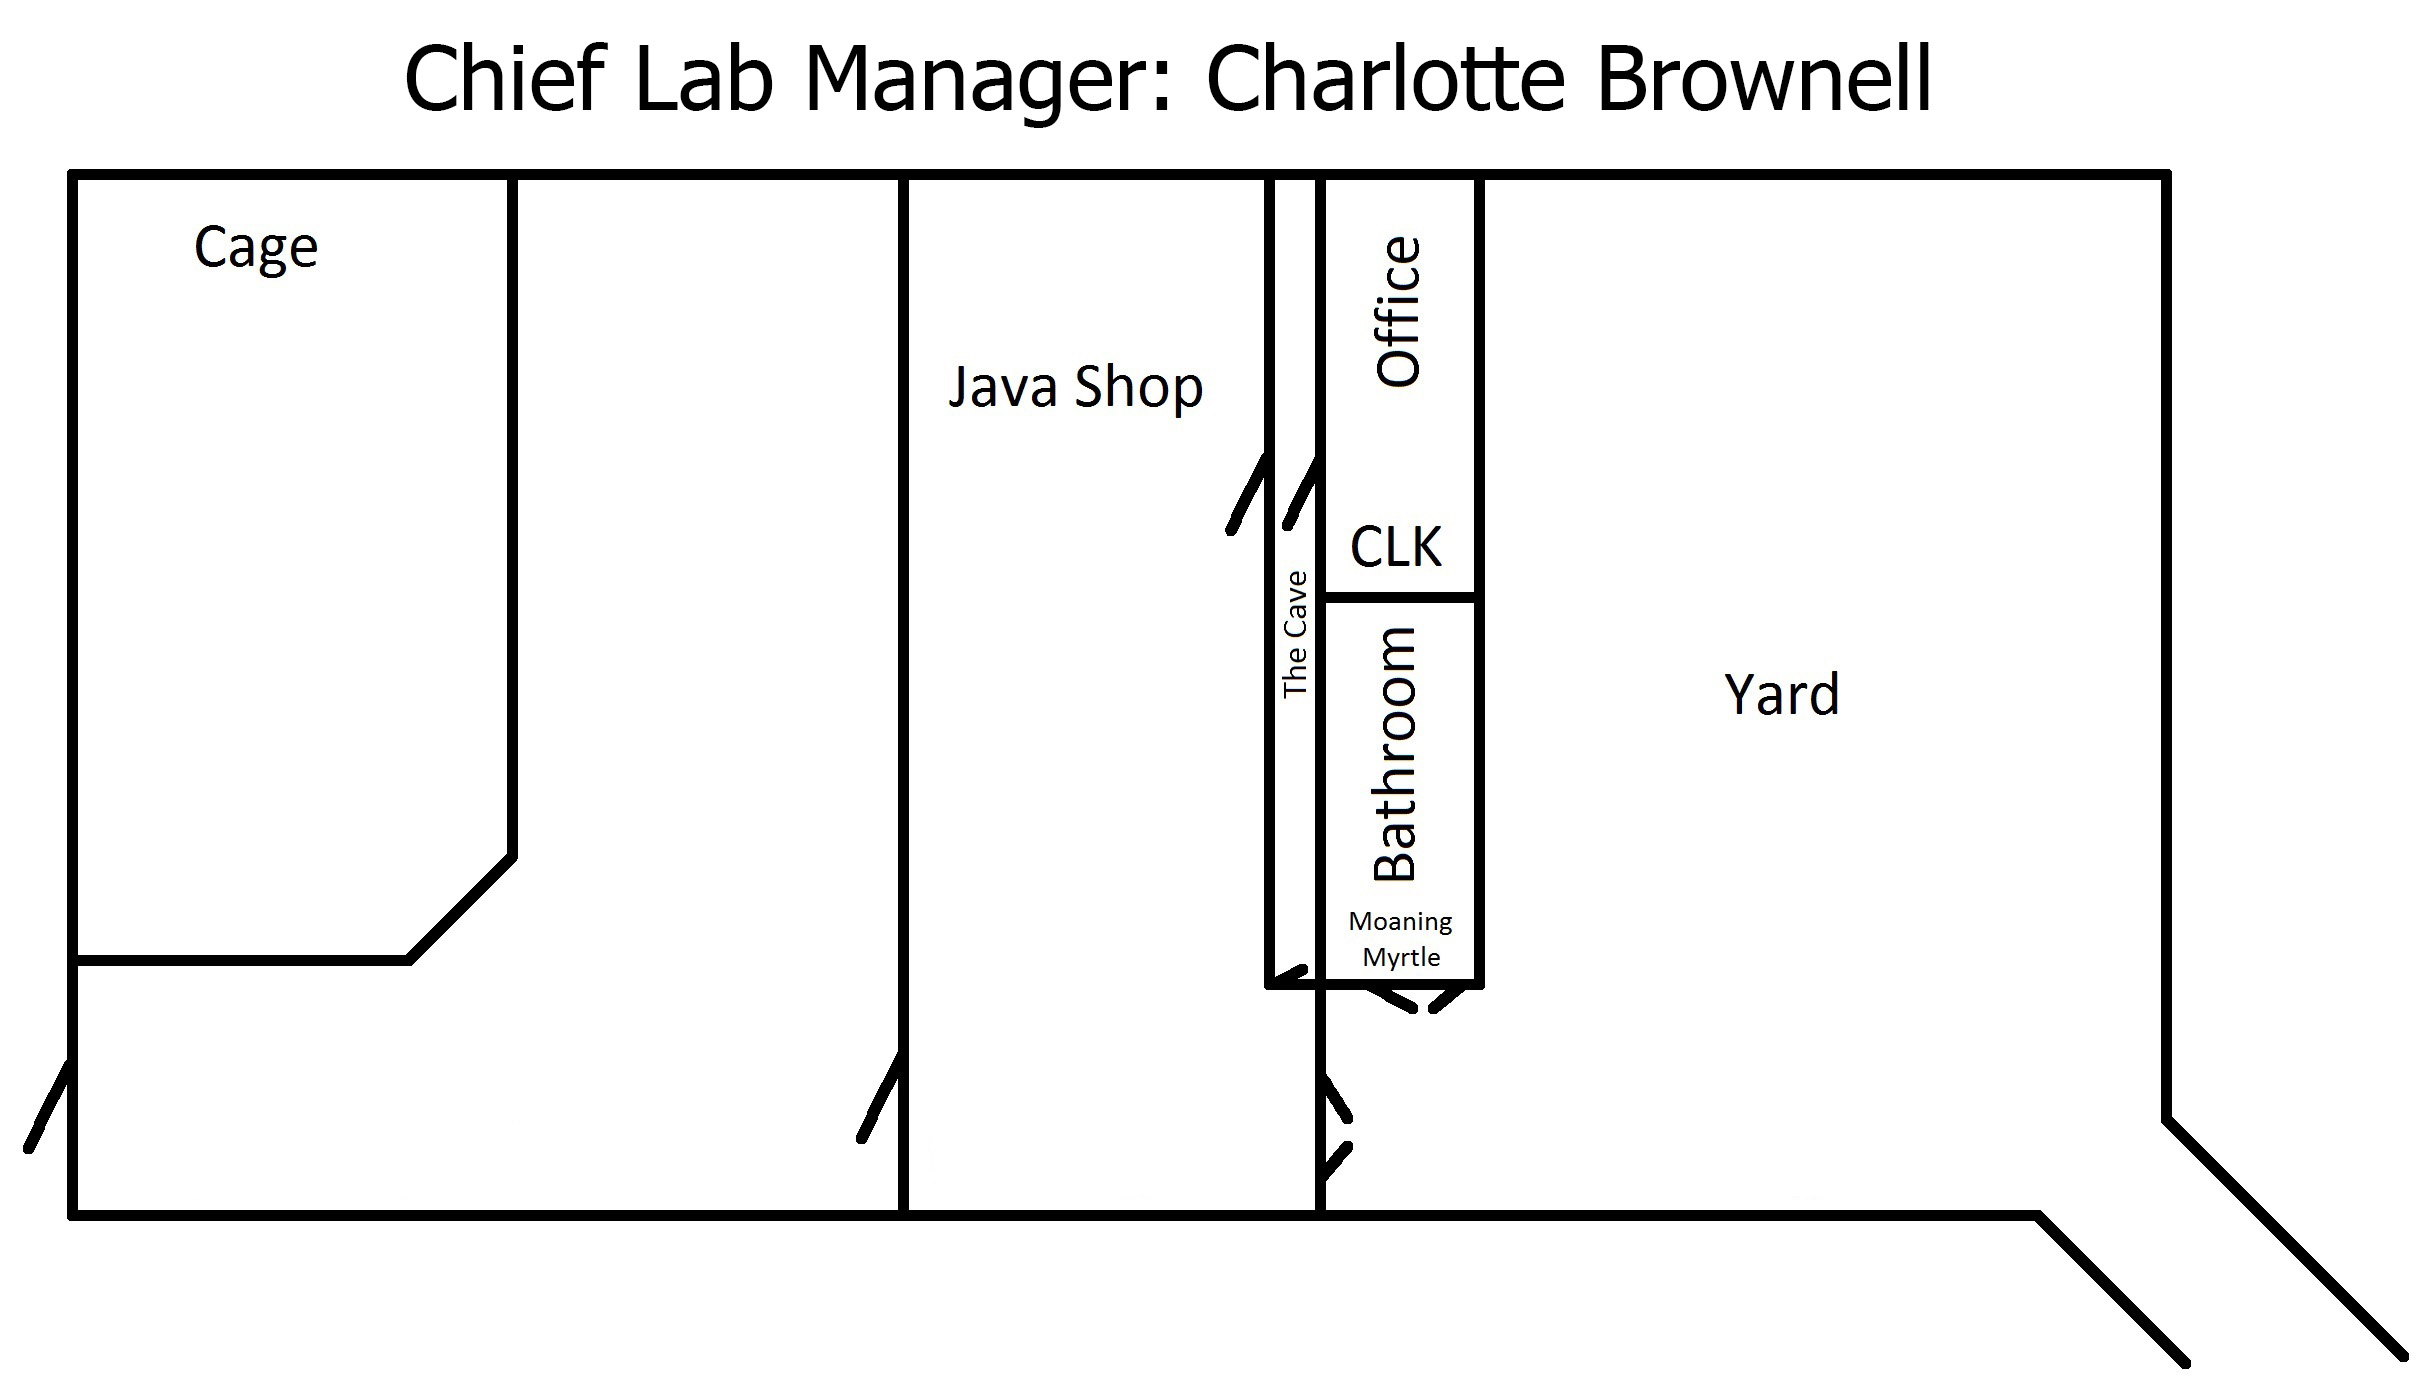 Chief Lab Manager: Charlotte Brownell
Cage
Java Shop
The Cave
Office
CLK
Bathroom
Moaning
Myrtle
Yard